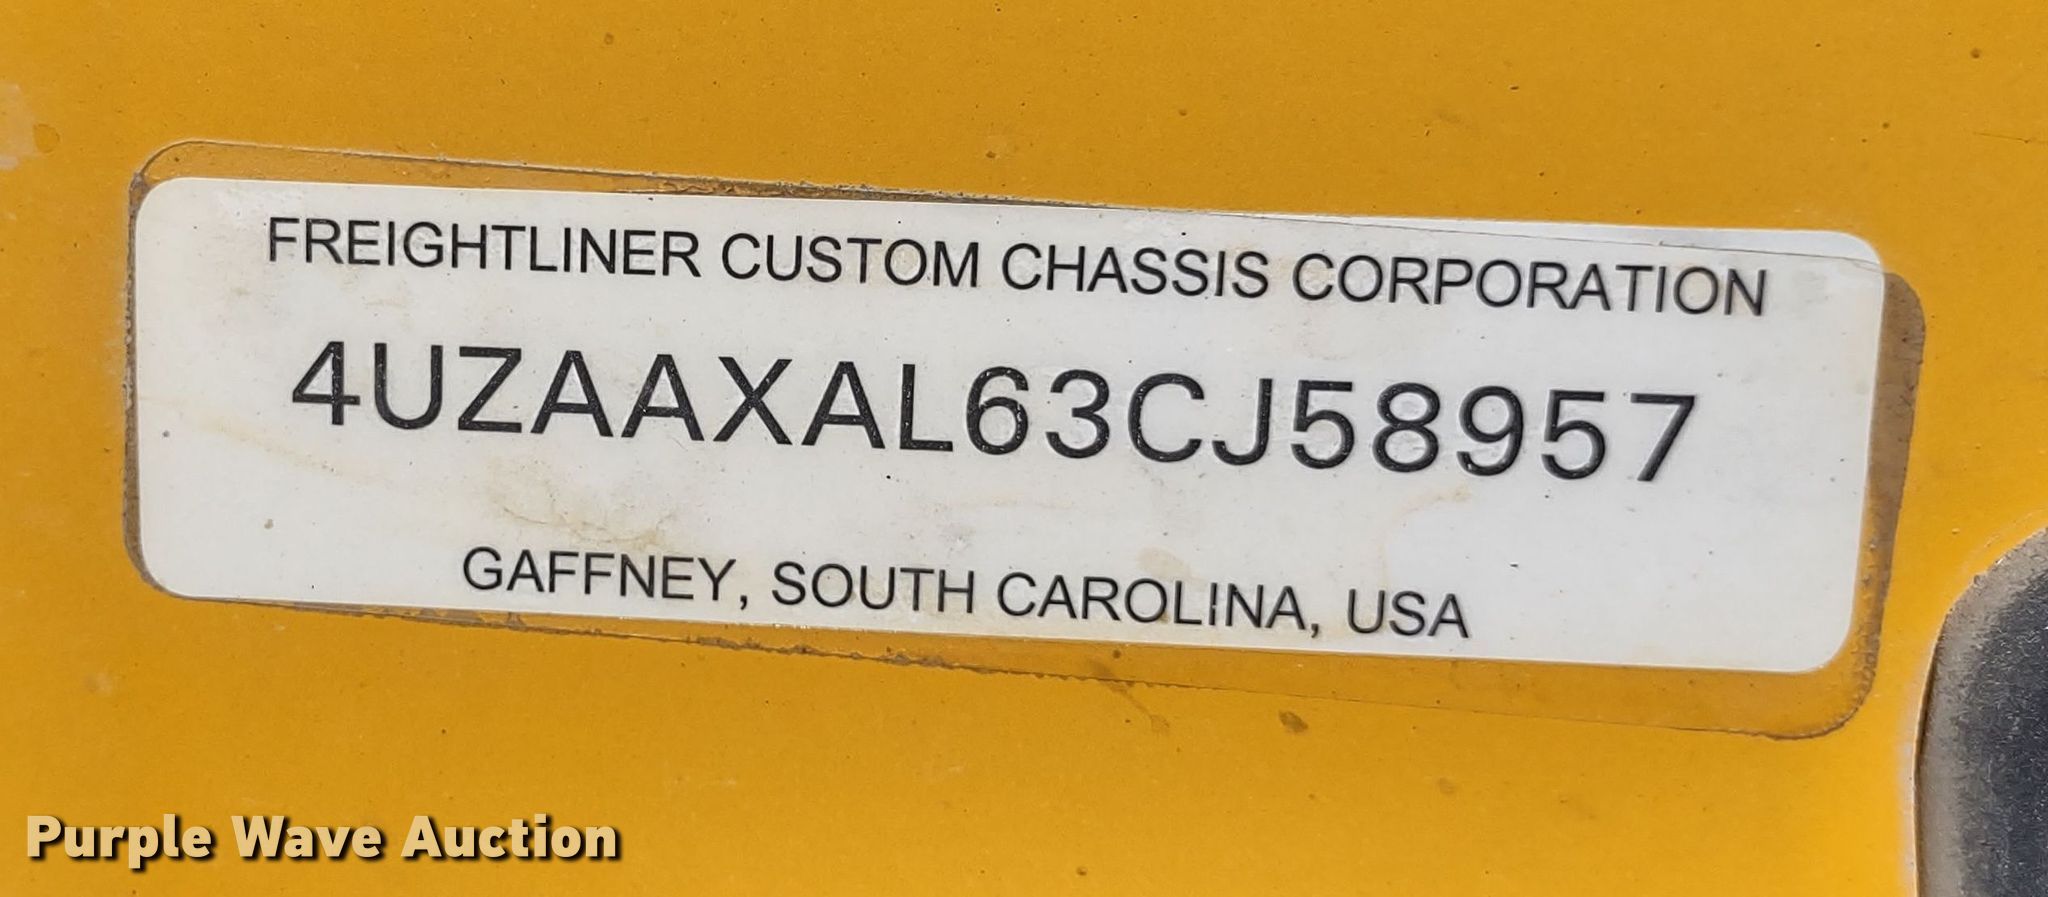 FREIGHTLINER CUSTOM CHASSIS CORPORATION
4UZAAXAL63CJ58957
GAFFNEY, SOUTH CAROLINA, USA
Purple Wave Auction